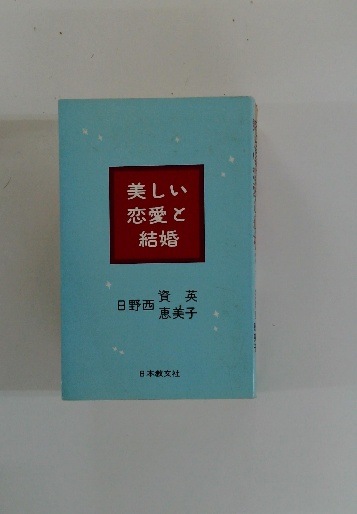 美しい
恋愛と
結婚
日野西 資英
恵美子
日本教文社